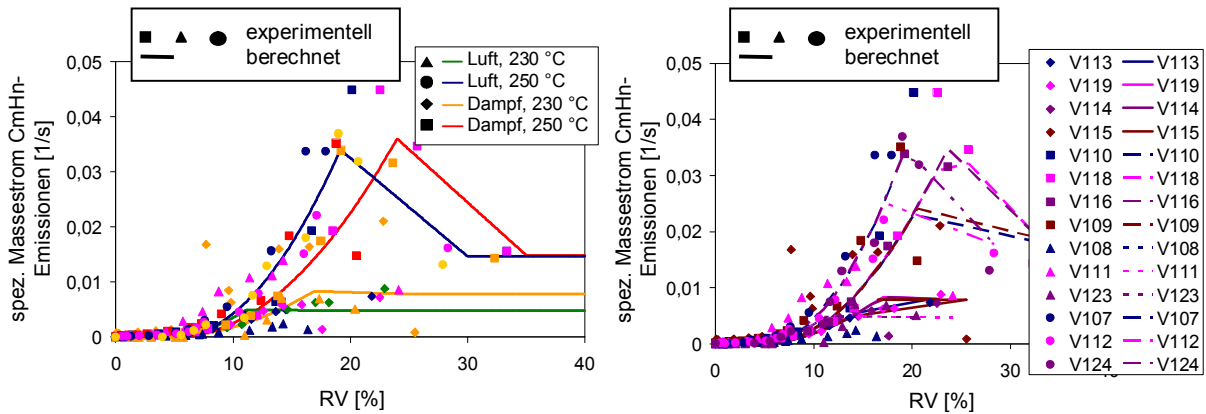 experimentell
berechnet
Luft, 230 °C
Luft, 250 °C
Dampf, 230 °C
Dampf, 250 °C
spez. Massestrom CmHn-
Emissionen [1/s]
0,05
0,04
0,03
0,02
0,01
0
0 10 20 30 40
RV [%]
experimentell
berechnet
V113 V113
V119 V119
V114 V114
V115 V115
V110 V110
V118 V118
V116 V116
V109 V109
V108 V108
V111 V111
V123 V123
V107 V107
V112 V112
V124 V124
spez. Massestrom CmHn-
Emissionen [1/s]
0,05
0,04
0,03
0,02
0,01
0
0 10 20
RV [%]